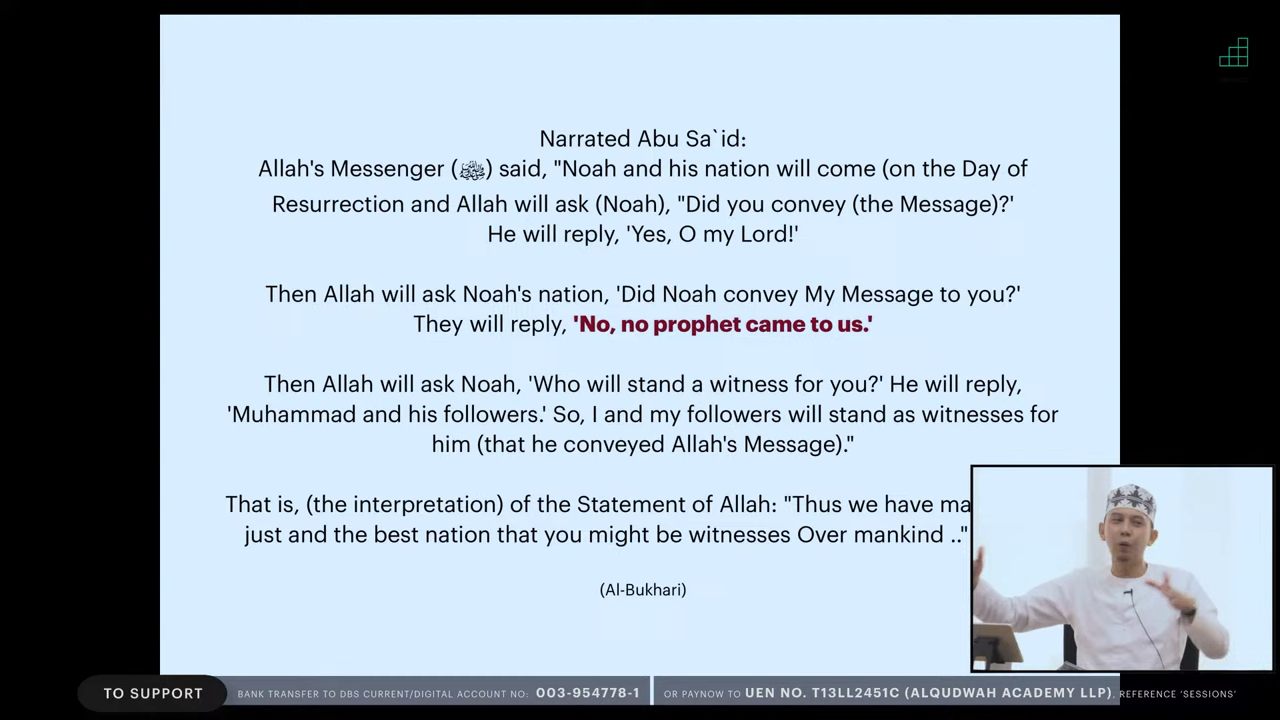 Narrated Abu Sa`id:
Allah's Messenger (ﷺ) said, "Noah and his nation will come (on the Day of
Resurrection and Allah will ask (Noah), "Did you convey (the Message)?'
He will reply, 'Yes, O my Lord!'
Then Allah will ask Noah's nation, 'Did Noah convey My Message to you?'
They will reply, 'No, no prophet came to us.'
Then Allah will ask Noah, 'Who will stand a witness for you?' He will reply,
'Muhammad and his followers.' So, I and my followers will stand as witnesses for
him (that he conveyed Allah's Message)."
That is, (the interpretation) of the Statement of Allah: "Thus we have
just and the best nation that you might be witnesses Over mankind .."
(Al-Bukhari)
TO SUPPORT BANK TRANSFER TO DBS CURRENT/DIGITAL ACCOUNT NO: 003-954778-1 OR PAYNOW TO UEN NO. T13LL2451C (ALQUDWAH ACADEMY LLP), REFERENCE 'SESSIONS'